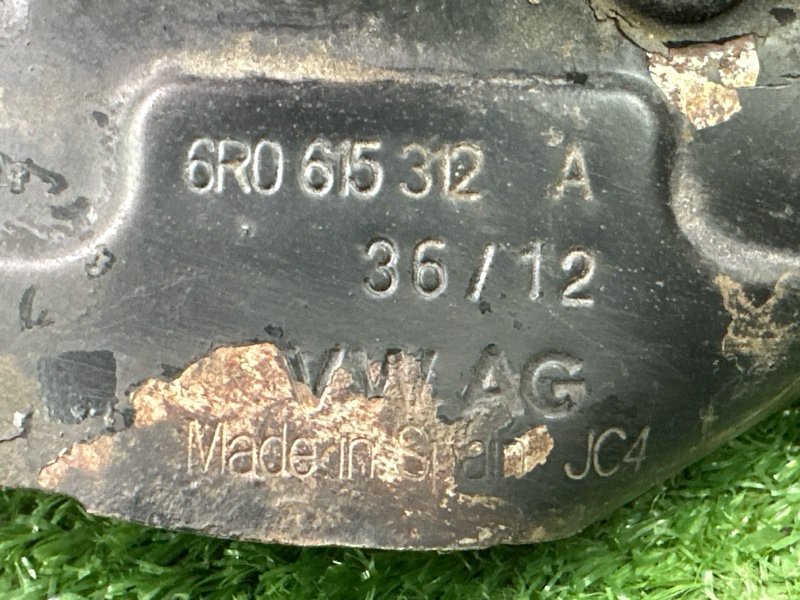 6R0 615 312 A
36/12
VW AG
Made in Spain JC4